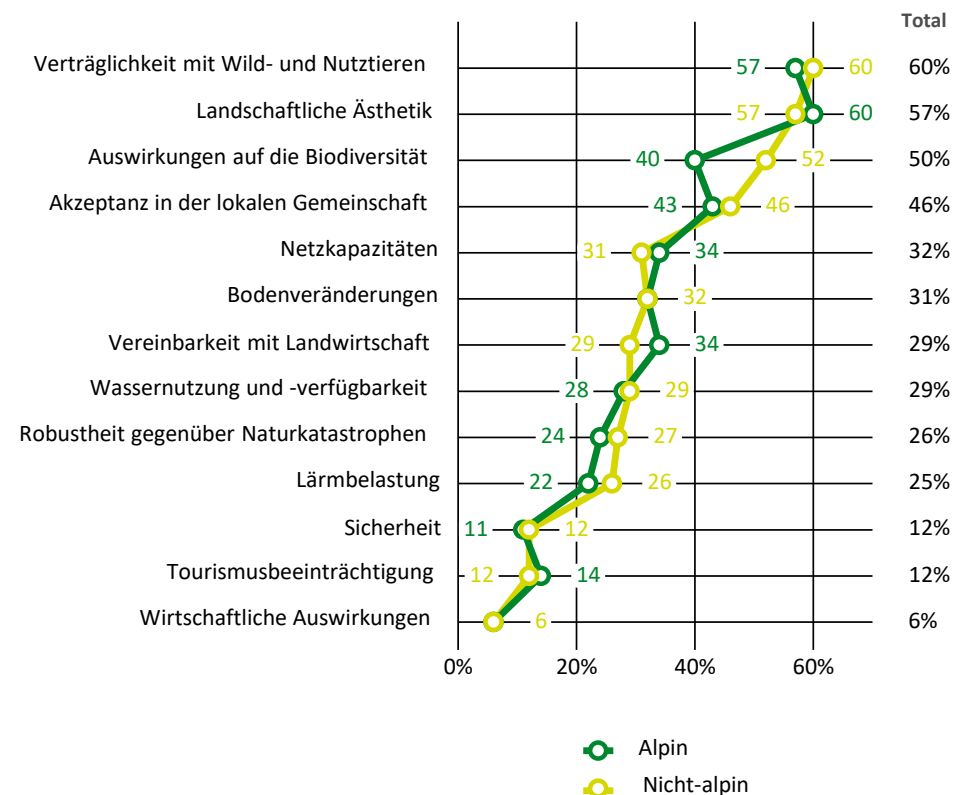 Total
Verträglichkeit mit Wild- und Nutztieren 57 60 60%
Landschaftliche Ästhetik 57 60 57%
Auswirkungen auf die Biodiversität 40 52 50%
Akzeptanz in der lokalen Gemeinschaft 43 46 46%
Netzkapazitäten 31 34 32%
Bodenveränderungen 32 31%
Vereinbarkeit mit Landwirtschaft 29 34 29%
Wassernutzung und -verfügbarkeit 28 29 29%
Robustheit gegenüber Naturkatastrophen 24 27 26%
Lärmbelastung 22 26 25%
Sicherheit 11 12 12%
Tourismusbeeinträchtigung 12 14 12%
Wirtschaftliche Auswirkungen 6 6%
0% 20% 40% 60%
Alpin
Nicht-alpin